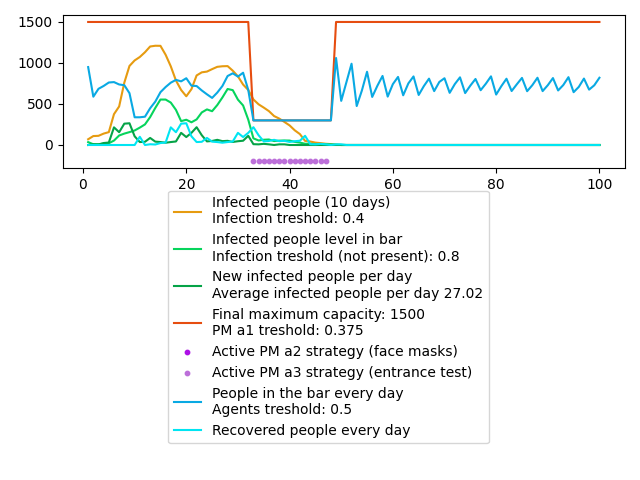 1500
1000
500
0
0 20 40 60 80 100
Infected people (10 days)
Infection treshold: 0.4
Infected people level in bar
Infection treshold (not present): 0.8
New infected people per day
Average infected people per day 27.02
Final maximum capacity: 1500
PM a1 treshold: 0.375
Active PM a2 strategy (face masks)
Active PM a3 strategy (entrance test)
People in the bar every day
Agents treshold: 0.5
Recovered people every day